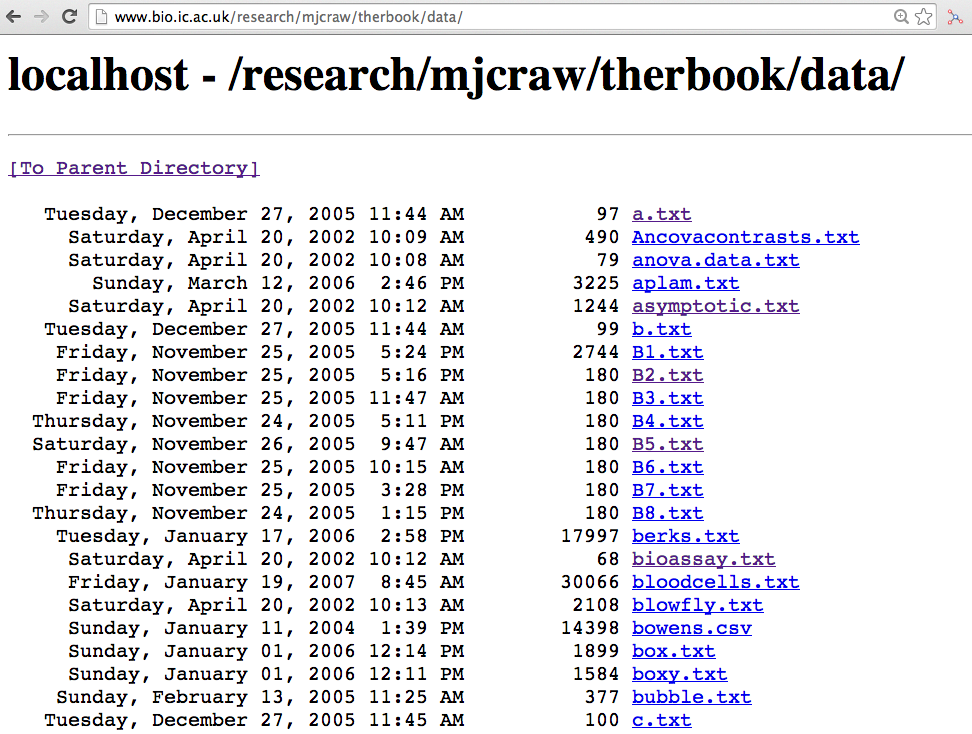 www.bio.ic.ac.uk/research/mjcraw/therbook/data/
localhost - /research/mjcraw/therbook/data/
[To Parent Directory]
Tuesday, December 27, 2005 11:44 AM 97 a.txt
Saturday, April 20, 2002 10:09 AM 490 Ancovacontrasts.txt
Saturday, April 20, 2002 10:08 AM 79 anova.data.txt
Sunday, March 12, 2006 2:46 PM 3225 aplam.txt
Saturday, April 20, 2002 10:12 AM 1244 asymptotic.txt
Tuesday, December 27, 2005 11:44 AM 99 b.txt
Friday, November 25, 2005 5:24 PM 2744 B1.txt
Friday, November 25, 2005 5:16 PM 180 B2.txt
Friday, November 25, 2005 11:47 AM 180 B3.txt
Thursday, November 24, 2005 5:11 PM 180 B4.txt
Saturday, November 26, 2005 9:47 AM 180 B5.txt
Friday, November 25, 2005 10:15 AM 180 B6.txt
Friday, November 25, 2005 3:28 PM 180 B7.txt
Thursday, November 24, 2005 1:15 PM 180 B8.txt
Tuesday, January 17, 2006 2:58 PM 17997 berks.txt
Saturday, April 20, 2002 10:12 AM 68 bioassay.txt
Friday, January 19, 2007 8:45 AM 30066 bloodcells.txt
Saturday, April 20, 2002 10:13 AM 2108 blowfly.txt
Sunday, January 11, 2004 1:39 PM 14398 bowens.csv
Sunday, January 01, 2006 12:14 PM 1899 box.txt
Sunday, January 01, 2006 12:11 PM 1584 boxy.txt
Sunday, February 13, 2005 11:25 AM 377 bubble.txt
Tuesday, December 27, 2005 11:45 AM 100 c.txt